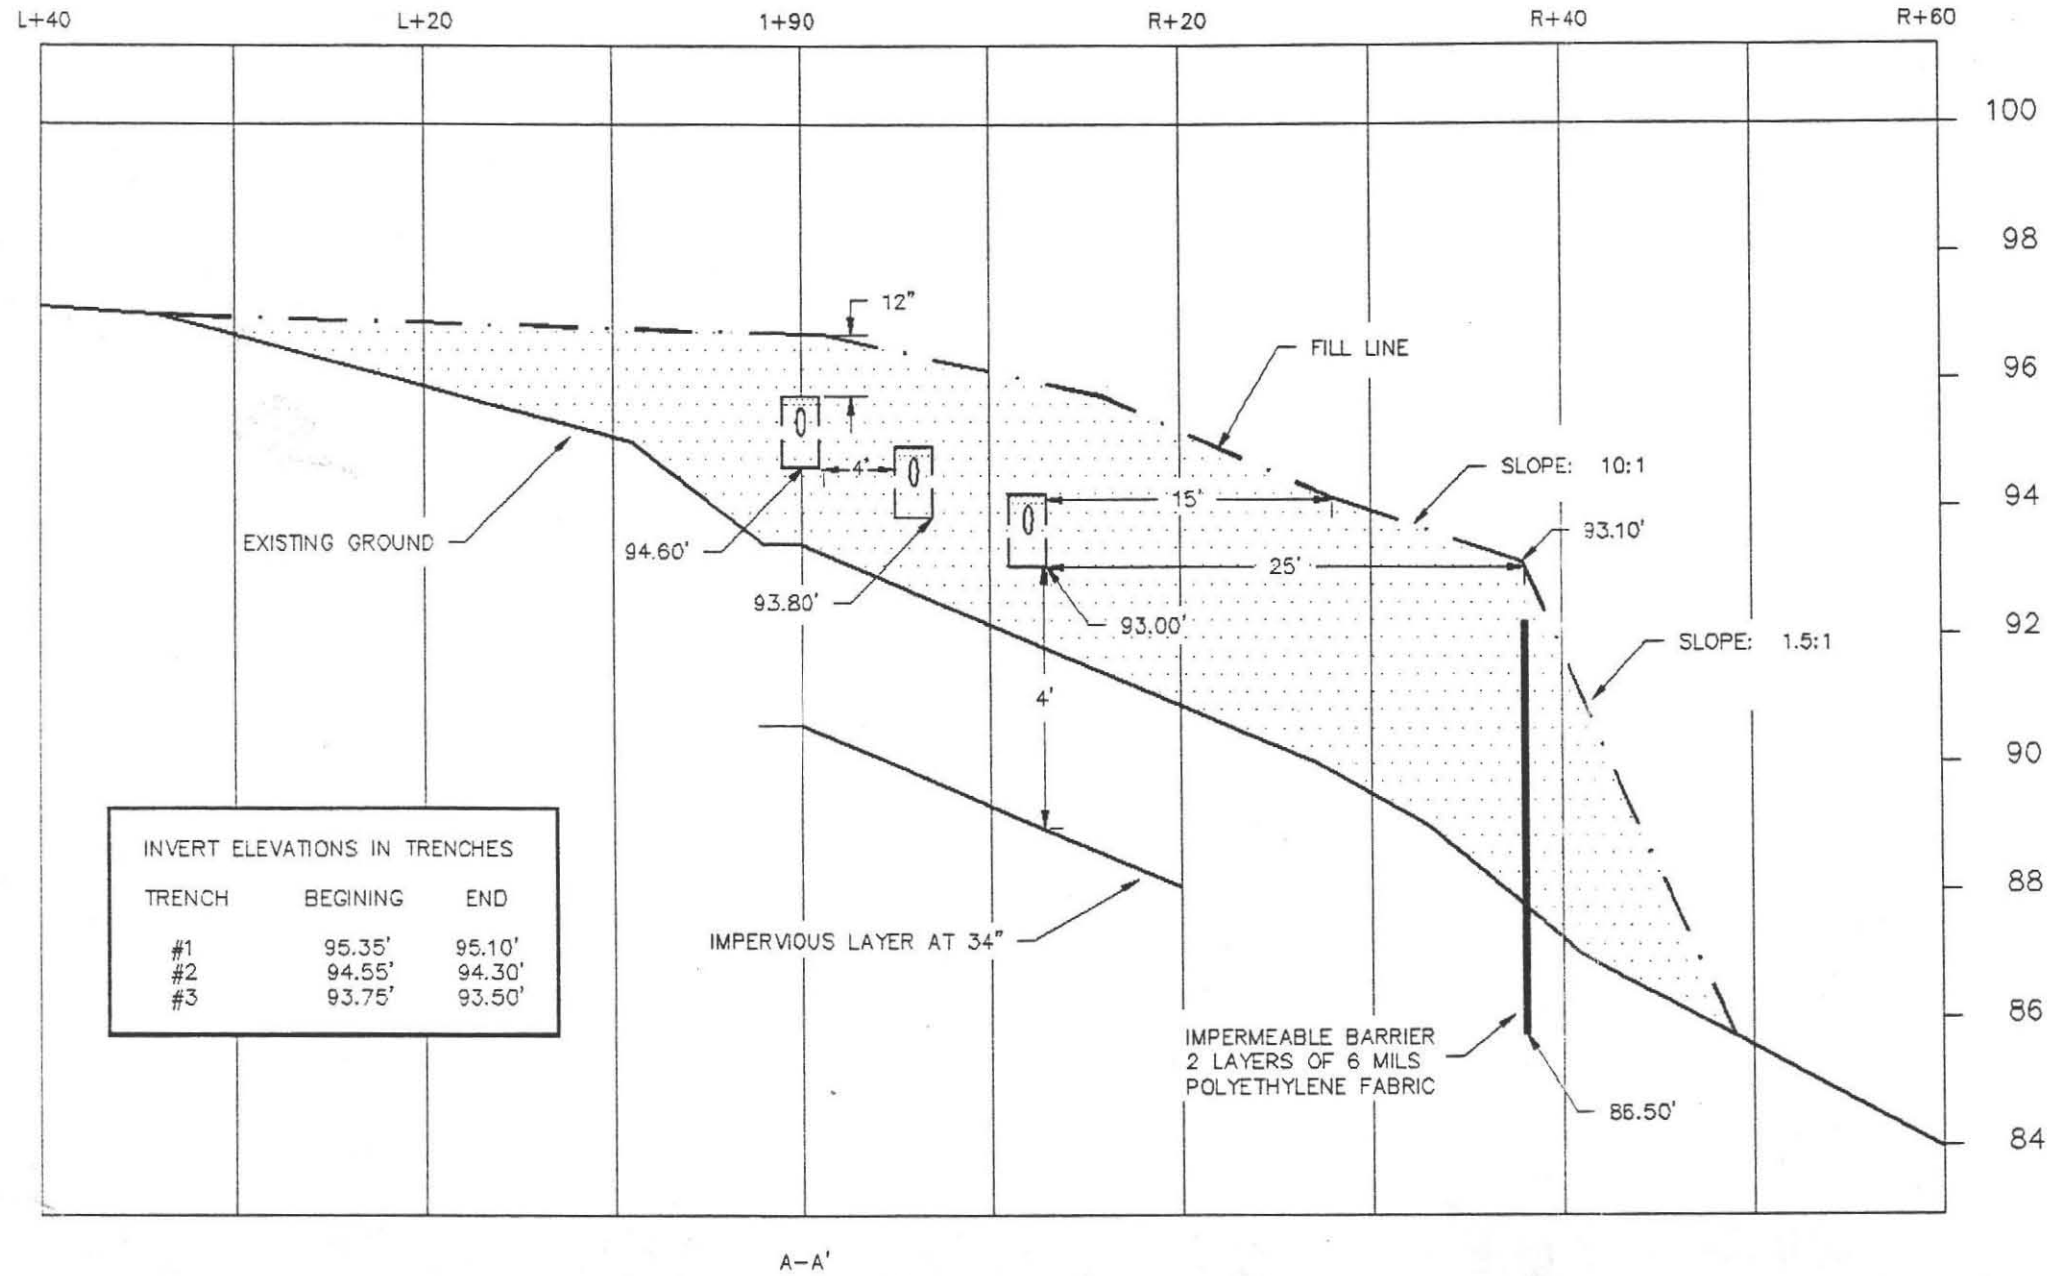 L+40 L+20 1+90 R+20 R+40 R+60
100
98
96
94
92
90
88
86
84
12"
FILL LINE
SLOPE: 10:1
93.10'
4'
15'
25'
EXISTING GROUND
94.60'
93.80'
93.00'
SLOPE: 1.5:1
4'
INVERT ELEVATIONS IN TRENCHES
TRENCH BEGINING END
#1 95.35' 95.10'
#2 94.55' 94.30'
#3 93.75' 93.50'
IMPERVIOUS LAYER AT 34"
IMPERMEABLE BARRIER
2 LAYERS OF 6 MILS
POLYETHYLENE FABRIC
86.50'
A-A'